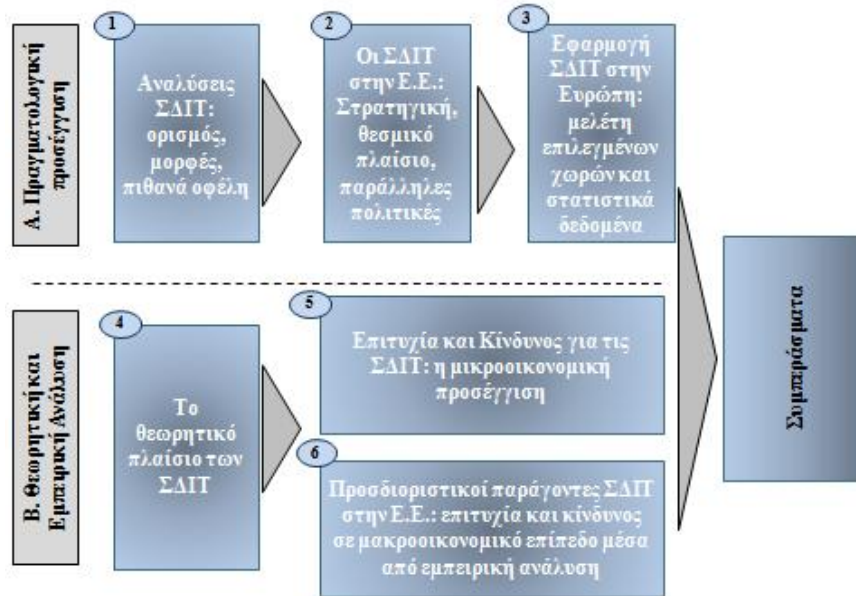 Α. Πραγματολογική
προσέγγιση
1
Αναλύσεις
ΣΔΙΤ:
ορισμός,
μορφές,
πιθανά οφέλη
2
Οι ΣΔΙΤ
στην Ε.Ε.:
Στρατηγική,
θεσμικό
πλαίσιο,
παράλληλες
πολιτικές
3
Εφαρμογή
ΣΔΙΤ στην
Ευρώπη:
μελέτη
επιλεγμένων
χωρών και
στατιστικά
δεδομένα
Β. Θεωρητική και
Εμπειρική Ανάλυση
4
Το
θεωρητικό
πλαίσιο των
ΣΔΙΤ
5
Επιτυχία και Κίνδυνος για τις
ΣΔΙΤ: η μικροοικονομική
προσέγγιση
6
Προσδιοριστικοί παράγοντες ΣΔΙΤ
στην Ε.Ε.: επιτυχία και κίνδυνος
σε μακροοικονομικό επίπεδο μέσα
από εμπειρική ανάλυση
Συμπεράσματα